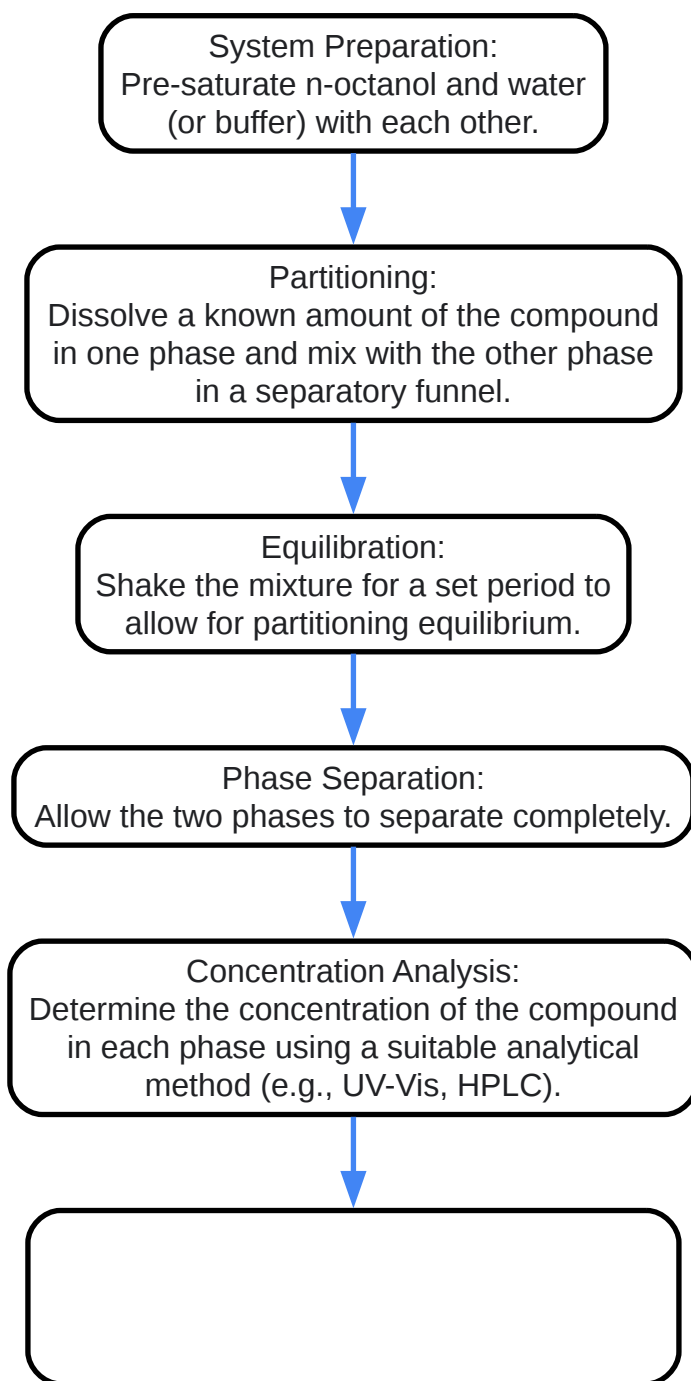 System Preparation:
Pre-saturate n-octanol and water
(or buffer) with each other.
Partitioning:
Dissolve a known amount of the compound
in one phase and mix with the other phase
in a separatory funnel.
Equilibration:
Shake the mixture for a set period to
allow for partitioning equilibrium.
Phase Separation:
Allow the two phases to separate completely.
Concentration Analysis:
Determine the concentration of the compound
in each phase using a suitable analytical
method (e.g., UV-Vis, HPLC).